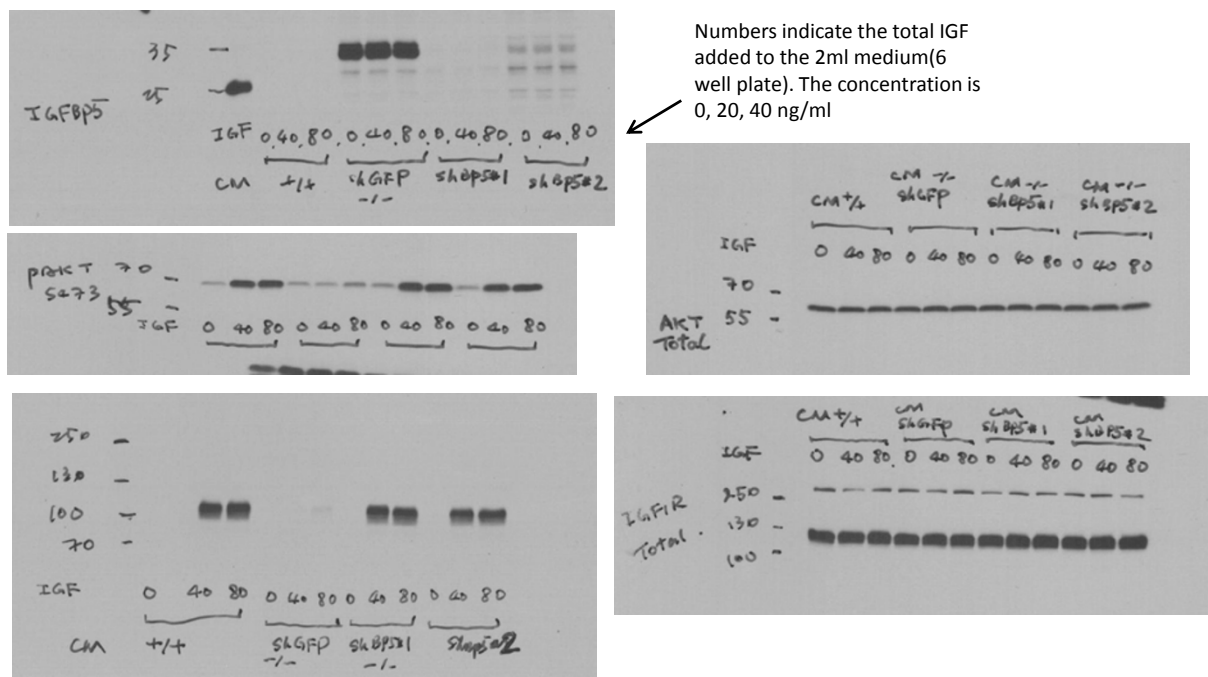 35
25
IGFBP5
IGF 0 40 80 0 40 80 0 40 80 0 40 80
CM +/+ shGFP shBP5#1 shBP5#2
-/-
Numbers indicate the total IGF
added to the 2ml medium(6
well plate). The concentration is
0, 20, 40 ng/ml
pAKT 70
S473
55
IGF 0 40 80 0 40 80 0 40 80 0 40 80
CM +/+ CM -/- shGFP CM -/- shBP5#1 CM -/- shBP5#2
IGF 0 40 80 0 40 80 0 40 80 0 40 80
70
AKT 55
Total
250
130
100
70
IGF 0 40 80 0 40 80 0 40 80 0 40 80
CM +/+ shGFP shBP5#1 shBP5#2
-/- -/-
CM +/+ CM shGFP CM shBP5#1 CM shBP5#2
IGF 0 40 80 0 40 80 0 40 80 0 40 80
IGF1R 250
Total. 130
100